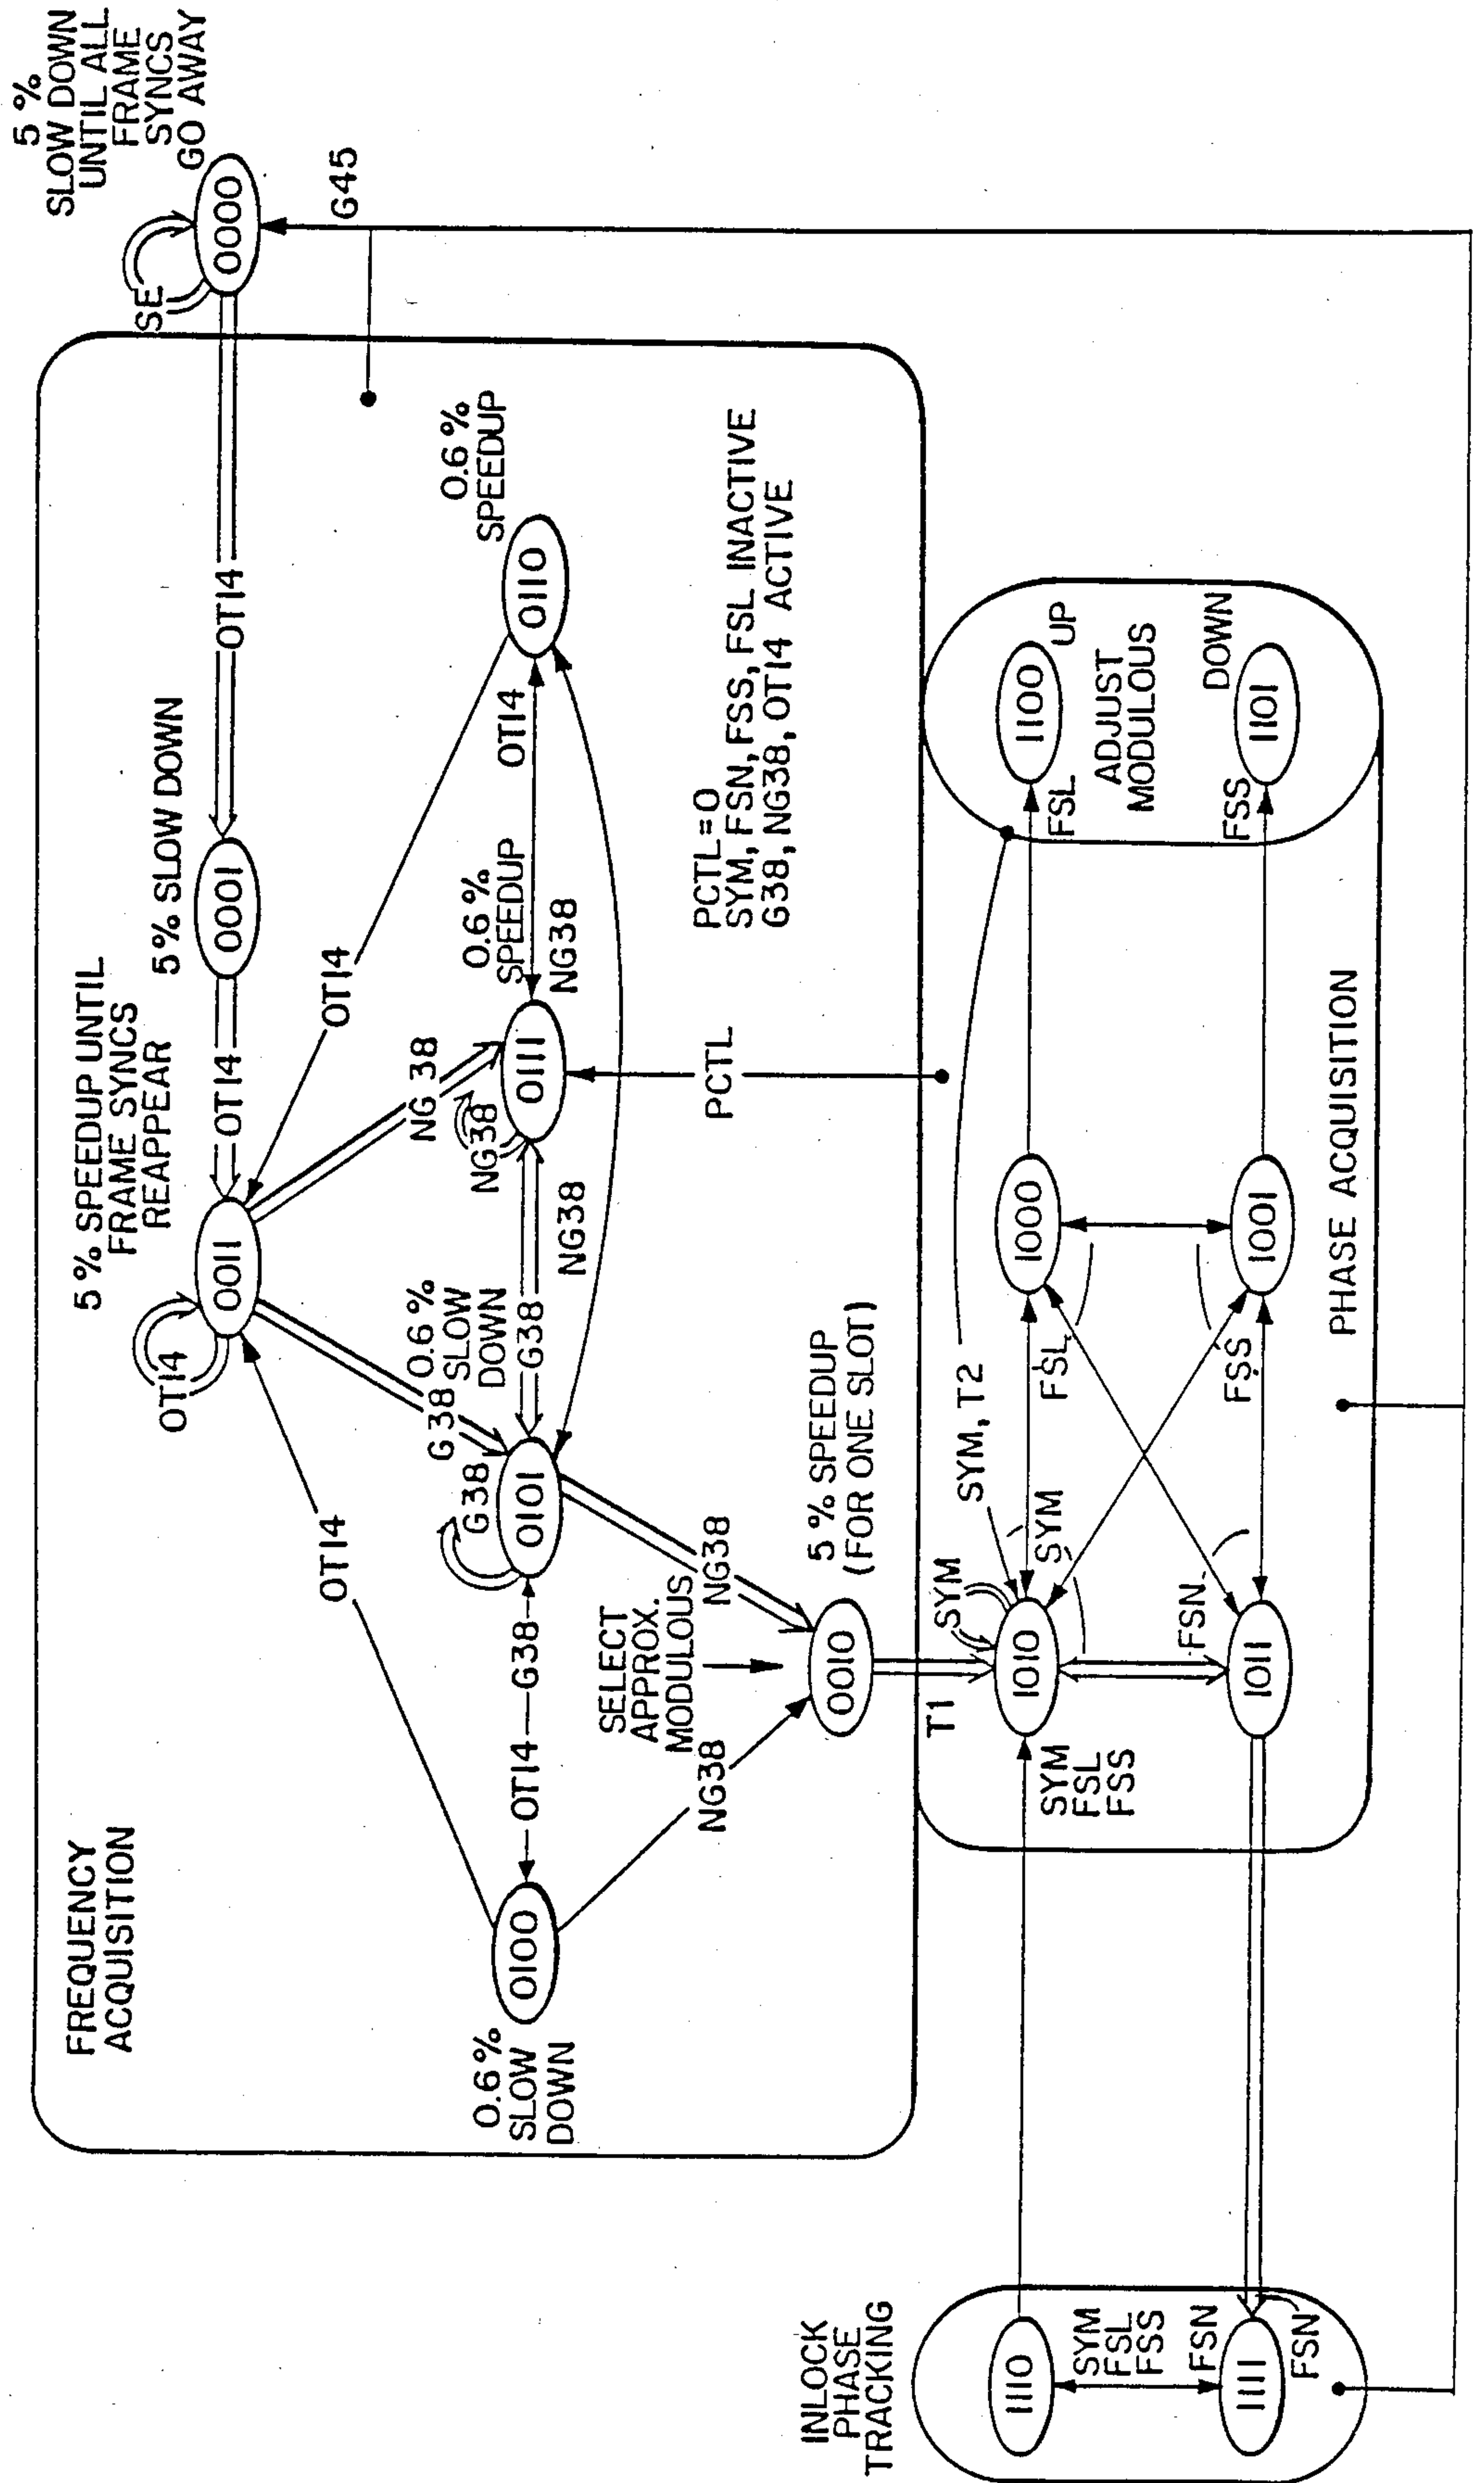 5 %
SLOW DOWN
UNTIL ALL
FRAME
SYNCS
GO AWAY
SE
0000
G45
FREQUENCY
ACQUISITION
5 % SPEEDUP UNTIL
FRAME SYNCS
REAPPEAR
5 % SLOW DOWN
OT14
0011
OT14
0001
OT14
OT14
OT14
G38
NG 38
0.6 %
SLOW
DOWN
0100
OT14
G38
G38
0101
0.6 %
SLOW
DOWN
G38
NG38
NG38
0111
0.6 %
SPEEDUP
NG38
OT14
0110
0.6 %
SPEEDUP
NG38
NG38
SELECT
APPROX.
MODULOUS
0010
5 % SPEEDUP
(FOR ONE SLOT)
PCTL
PCTL=0
SYM, FSN, FSS, FSL INACTIVE
G38, NG38, OT14 ACTIVE
INLOCK
PHASE
TRACKING
1110
SYM
FSL
FSS
FSN
1111
FSN
T1
SYM
FSL
FSS
SYM
1010
SYM, T2
SYM
FSL
1000
FSL
1100
UP
ADJUST
MODULOUS
FSN
1011
FSS
1001
FSS
DOWN
1101
PHASE ACQUISITION